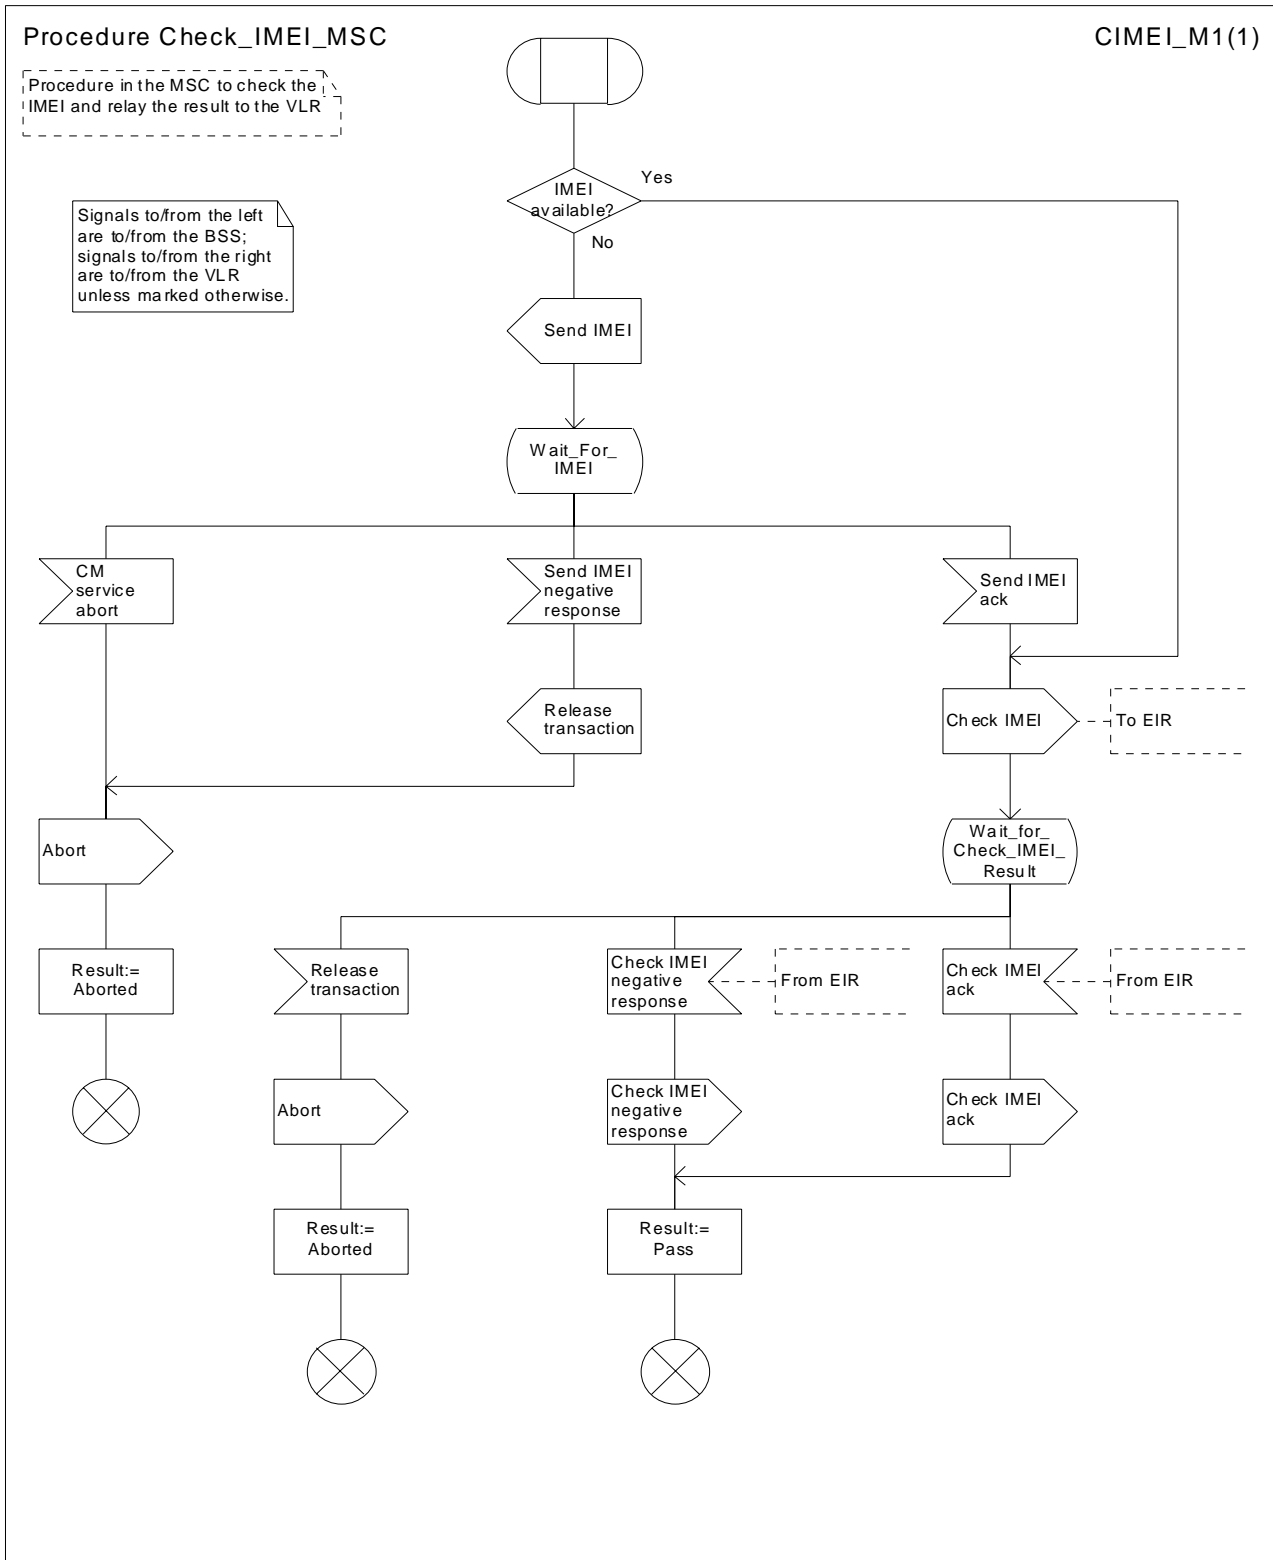 Procedure Check_IMEI_MSC
CIMEI_M1(1)
Procedure in the MSC to check the
IMEI and relay the result to the VLR
Signals to/from the left
are to/from the BSS;
signals to/from the right
are to/from the VLR
unless marked otherwise.
IMEI
available?
Yes
No
Send IMEI
Wait_For_
IMEI
CM
service
abort
Send IMEI
negative
response
Send IMEI
ack
Release
transaction
Check IMEI
To EIR
Abort
Wait_for_
Check_IMEI_
Result
Result:=
Aborted
Release
transaction
Check IMEI
negative
response
From EIR
Check IMEI
ack
From EIR
Abort
Check IMEI
negative
response
Check IMEI
ack
Result:=
Aborted
Result:=
Pass